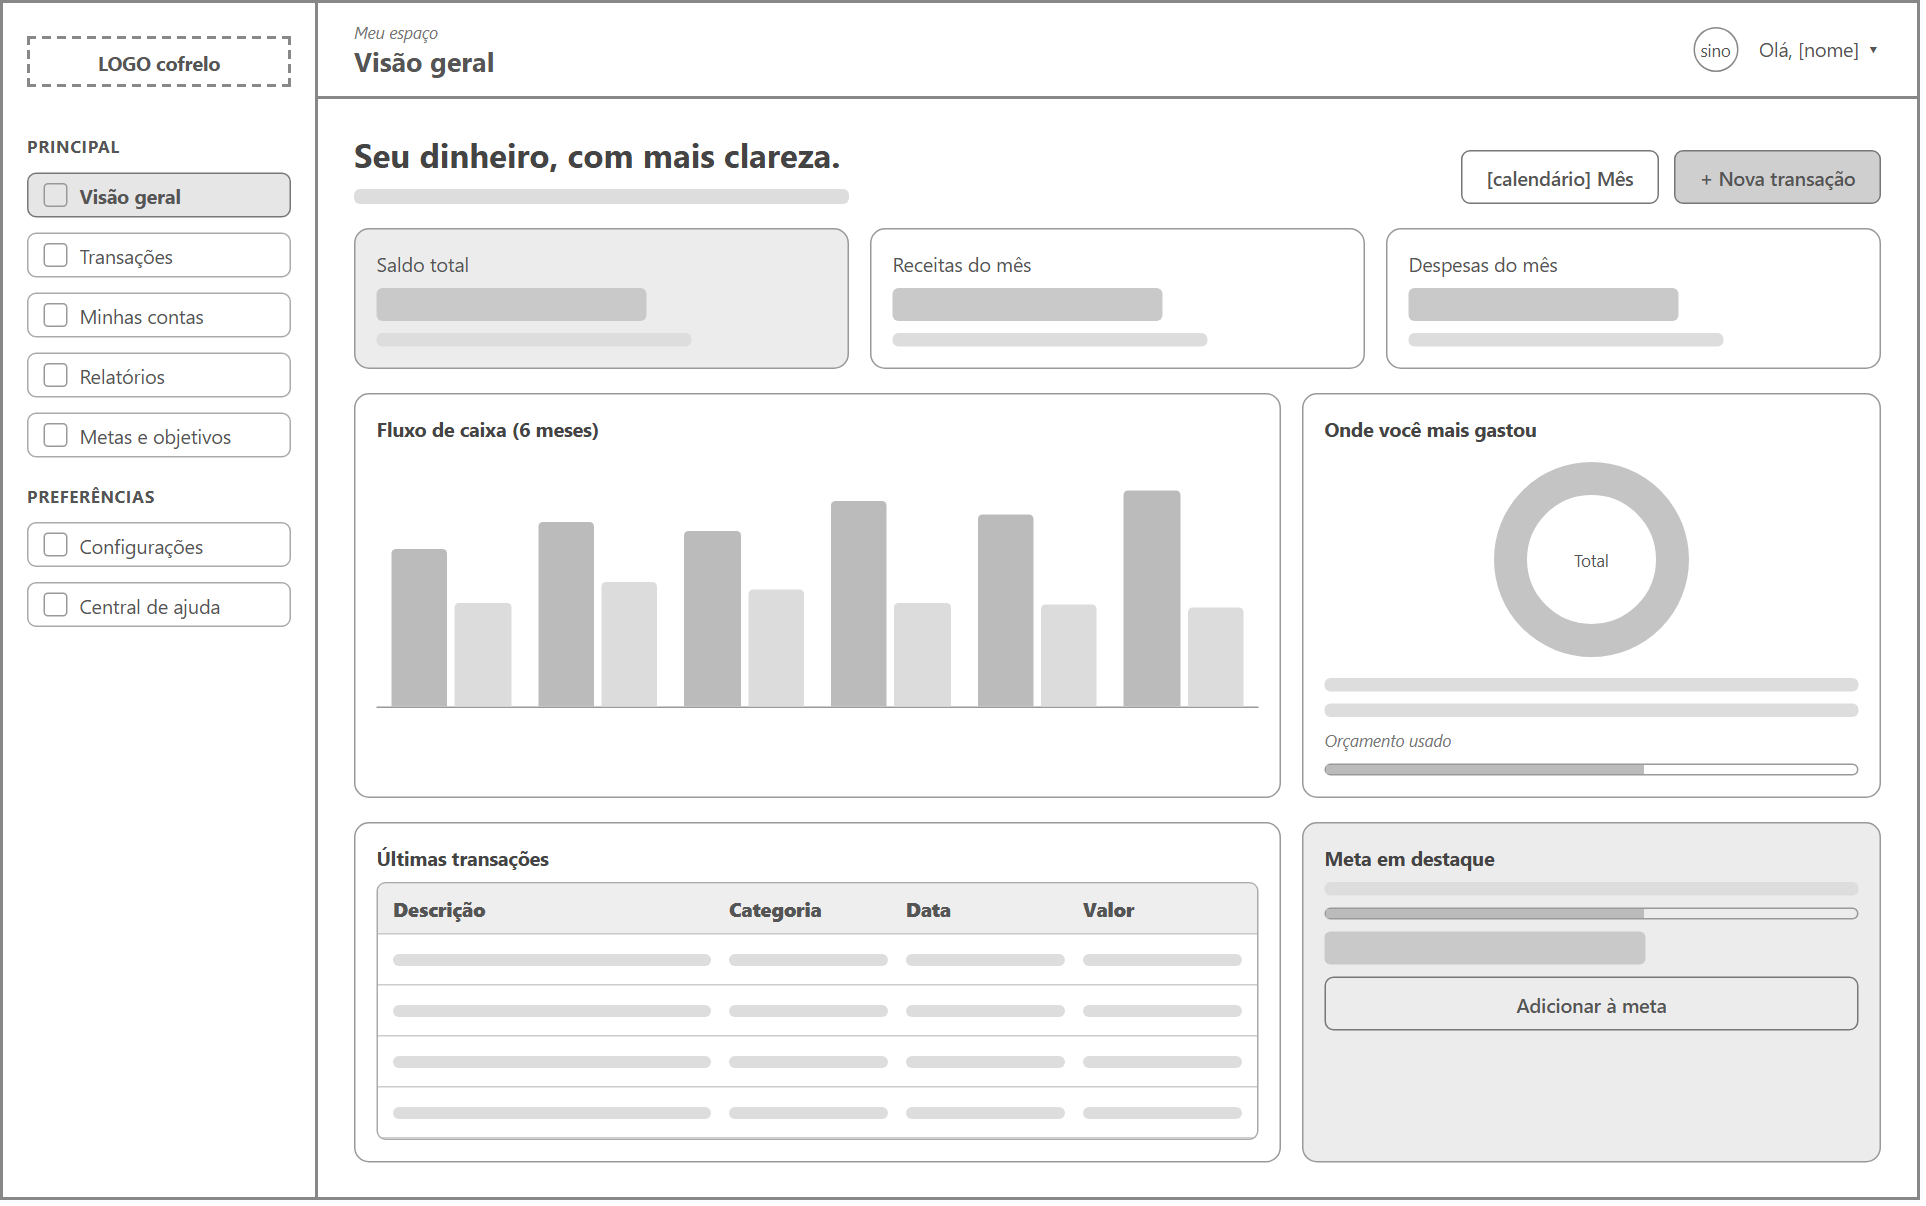 LOGO cofrelo
PRINCIPAL
Visão geral
Transações
Minhas contas
Relatórios
Metas e objetivos
PREFERÊNCIAS
Configurações
Central de ajuda
Meu espaço
Visão geral
sino
Olá, [nome] ▾
Seu dinheiro, com mais clareza.
[calendário] Mês
+ Nova transação
Saldo total
Receitas do mês
Despesas do mês
Fluxo de caixa (6 meses)
Onde você mais gastou
Total
Orçamento usado
Últimas transações
Descrição Categoria Data Valor
Meta em destaque
Adicionar à meta